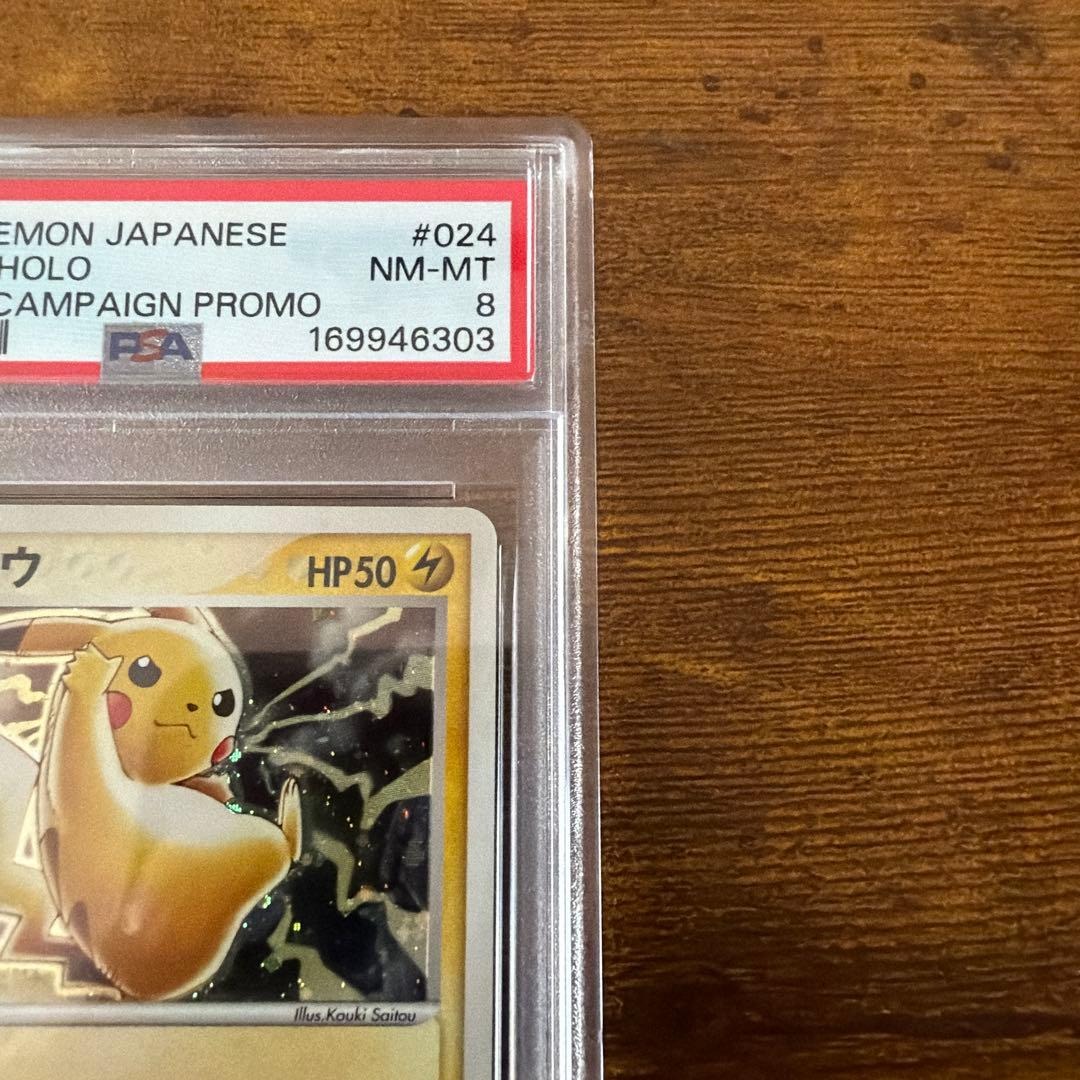 EMON JAPANESE #024
HOLO NM-MT
CAMPAIGN PROMO 8
PSA 169946303
ウ HP50
Illus.Kouki Saitou